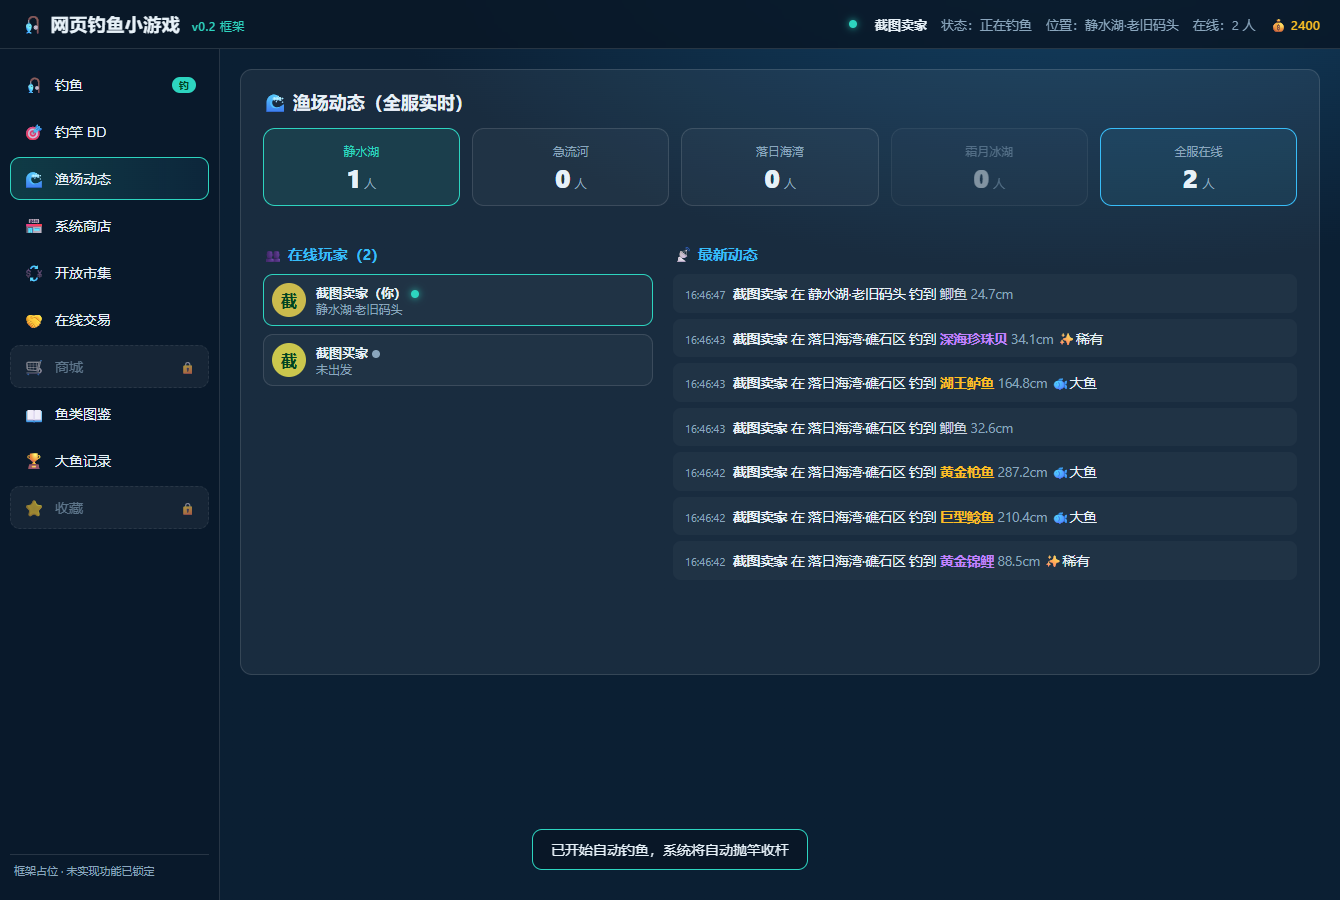 网页钓鱼小游戏 v0.2 框架
截图卖家 状态：正在钓鱼 位置：静水湖·老旧码头 在线：2 人 2400
钓鱼 钓
钓竿 BD
渔场动态
系统商店
开放市集
在线交易
商城
鱼类图鉴
大鱼记录
收藏
框架占位 · 未实现功能已锁定
渔场动态（全服实时）
静水湖
1 人
急流河
0 人
落日海湾
0 人
霜月冰湖
0 人
全服在线
2 人
在线玩家（2）
截 截图卖家（你）
静水湖·老旧码头
截 截图买家
未出发
最新动态
16:46:47 截图卖家 在 静水湖·老旧码头 钓到 鲫鱼 24.7cm
16:46:43 截图卖家 在 落日海湾·礁石区 钓到 深海珍珠贝 34.1cm ✨稀有
16:46:43 截图卖家 在 落日海湾·礁石区 钓到 湖王鲈鱼 164.8cm 🐟大鱼
16:46:43 截图卖家 在 落日海湾·礁石区 钓到 鲫鱼 32.6cm
16:46:42 截图卖家 在 落日海湾·礁石区 钓到 黄金枪鱼 287.2cm 🐟大鱼
16:46:42 截图卖家 在 落日海湾·礁石区 钓到 巨型鲶鱼 210.4cm 🐟大鱼
16:46:42 截图卖家 在 落日海湾·礁石区 钓到 黄金锦鲤 88.5cm ✨稀有
已开始自动钓鱼，系统将自动抛竿收杆